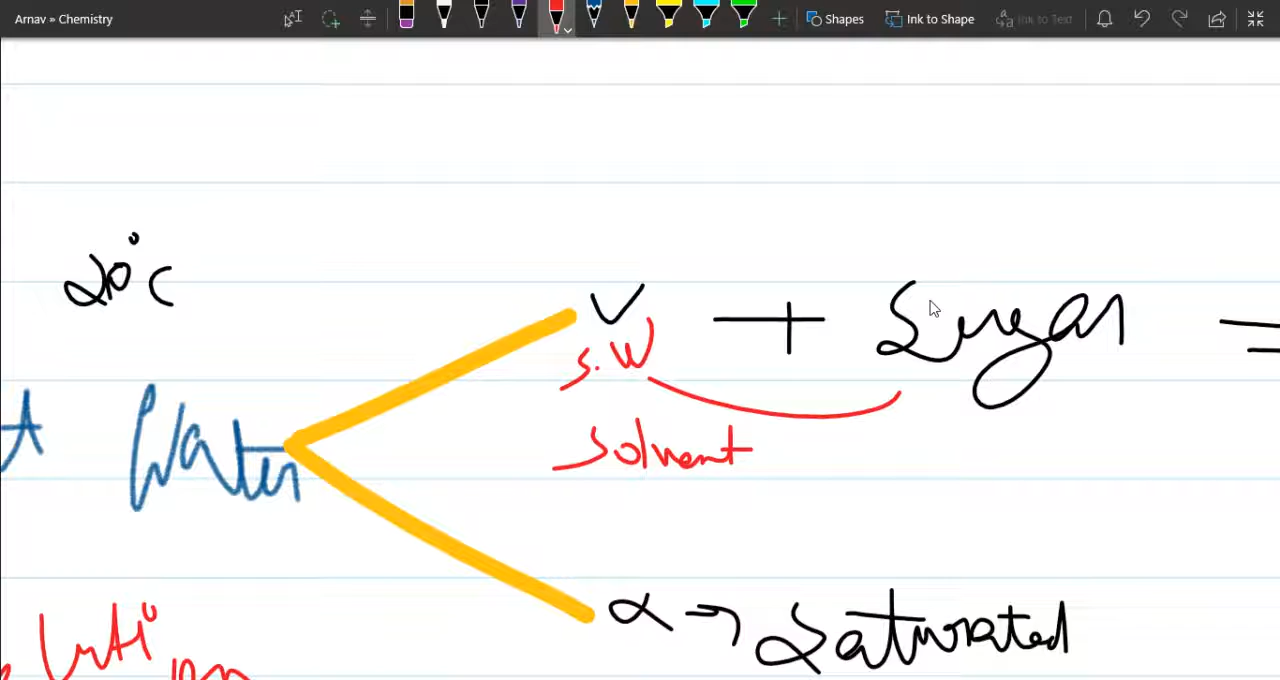 Arnav » Chemistry
Shapes
Ink to Shape
Ink to Text
20°C
+ Sugar =
S.W
Water
Solvent
→ Saturated